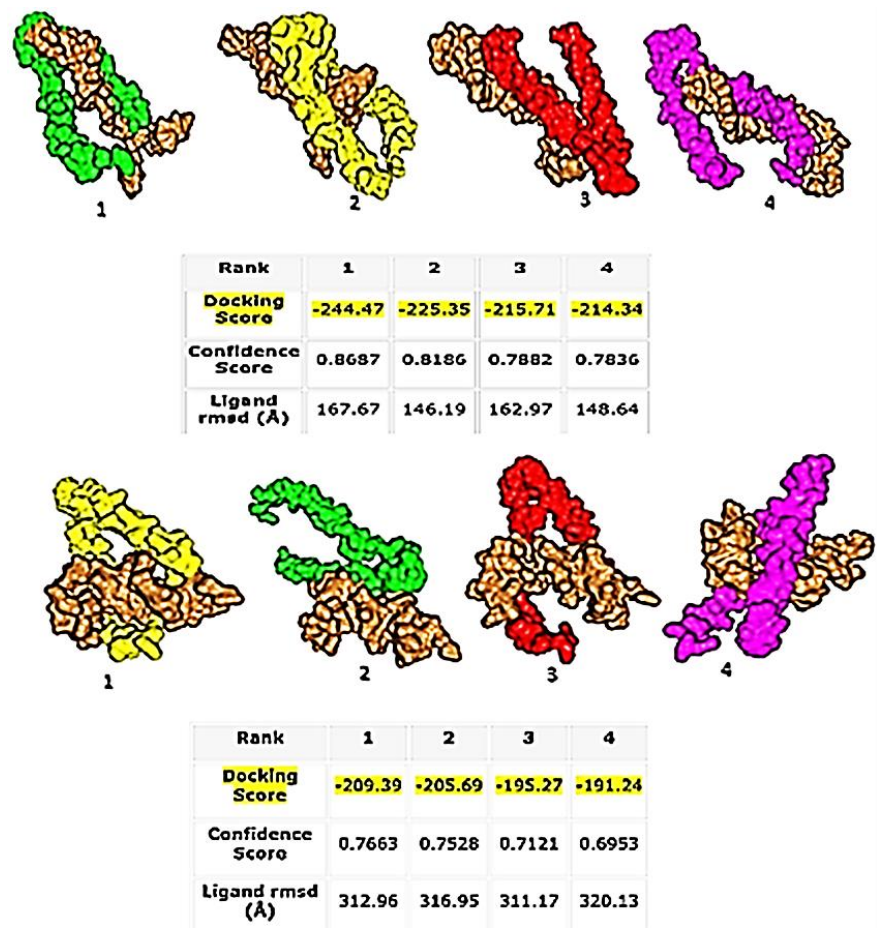 1
2
3
4
Rank 1 2 3 4
Docking
Score -244.47 -225.35 -215.71 -214.34
Confidence
Score 0.8687 0.8186 0.7882 0.7836
Ligand
rmsd (Å) 167.67 146.19 162.97 148.64
1
2
3
4
Rank 1 2 3 4
Docking
Score -209.39 -205.69 -195.27 -191.24
Confidence
Score 0.7663 0.7528 0.7121 0.6953
Ligand rmsd
(Å) 312.96 316.95 311.17 320.13